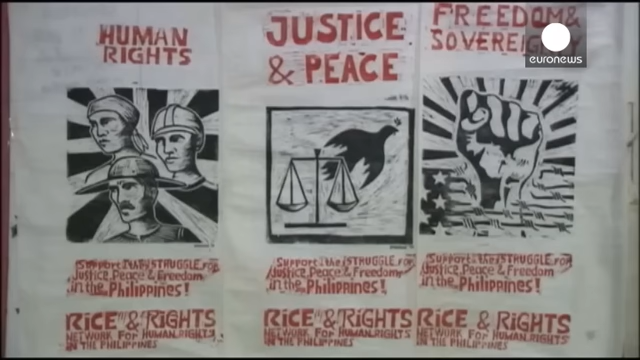 HUMAN
RIGHTS
Support the STRUGGLE for
Justice, Peace & Freedom
in the Philippines!
RICE & RIGHTS
NETWORK FOR HUMAN RIGHTS
IN THE PHILIPPINES
JUSTICE
& PEACE
Support the STRUGGLE for
Justice, Peace & Freedom
in the Philippines!
RICE & RIGHTS
NETWORK FOR HUMAN RIGHTS
IN THE PHILIPPINES
FREEDOM &
SOVEREIGNTY
Support the STRUGGLE for
Justice, Peace & Freedom
in the Philippines!
RICE & RIGHTS
NETWORK FOR HUMAN RIGHTS
IN THE PHILIPPINES
euronews